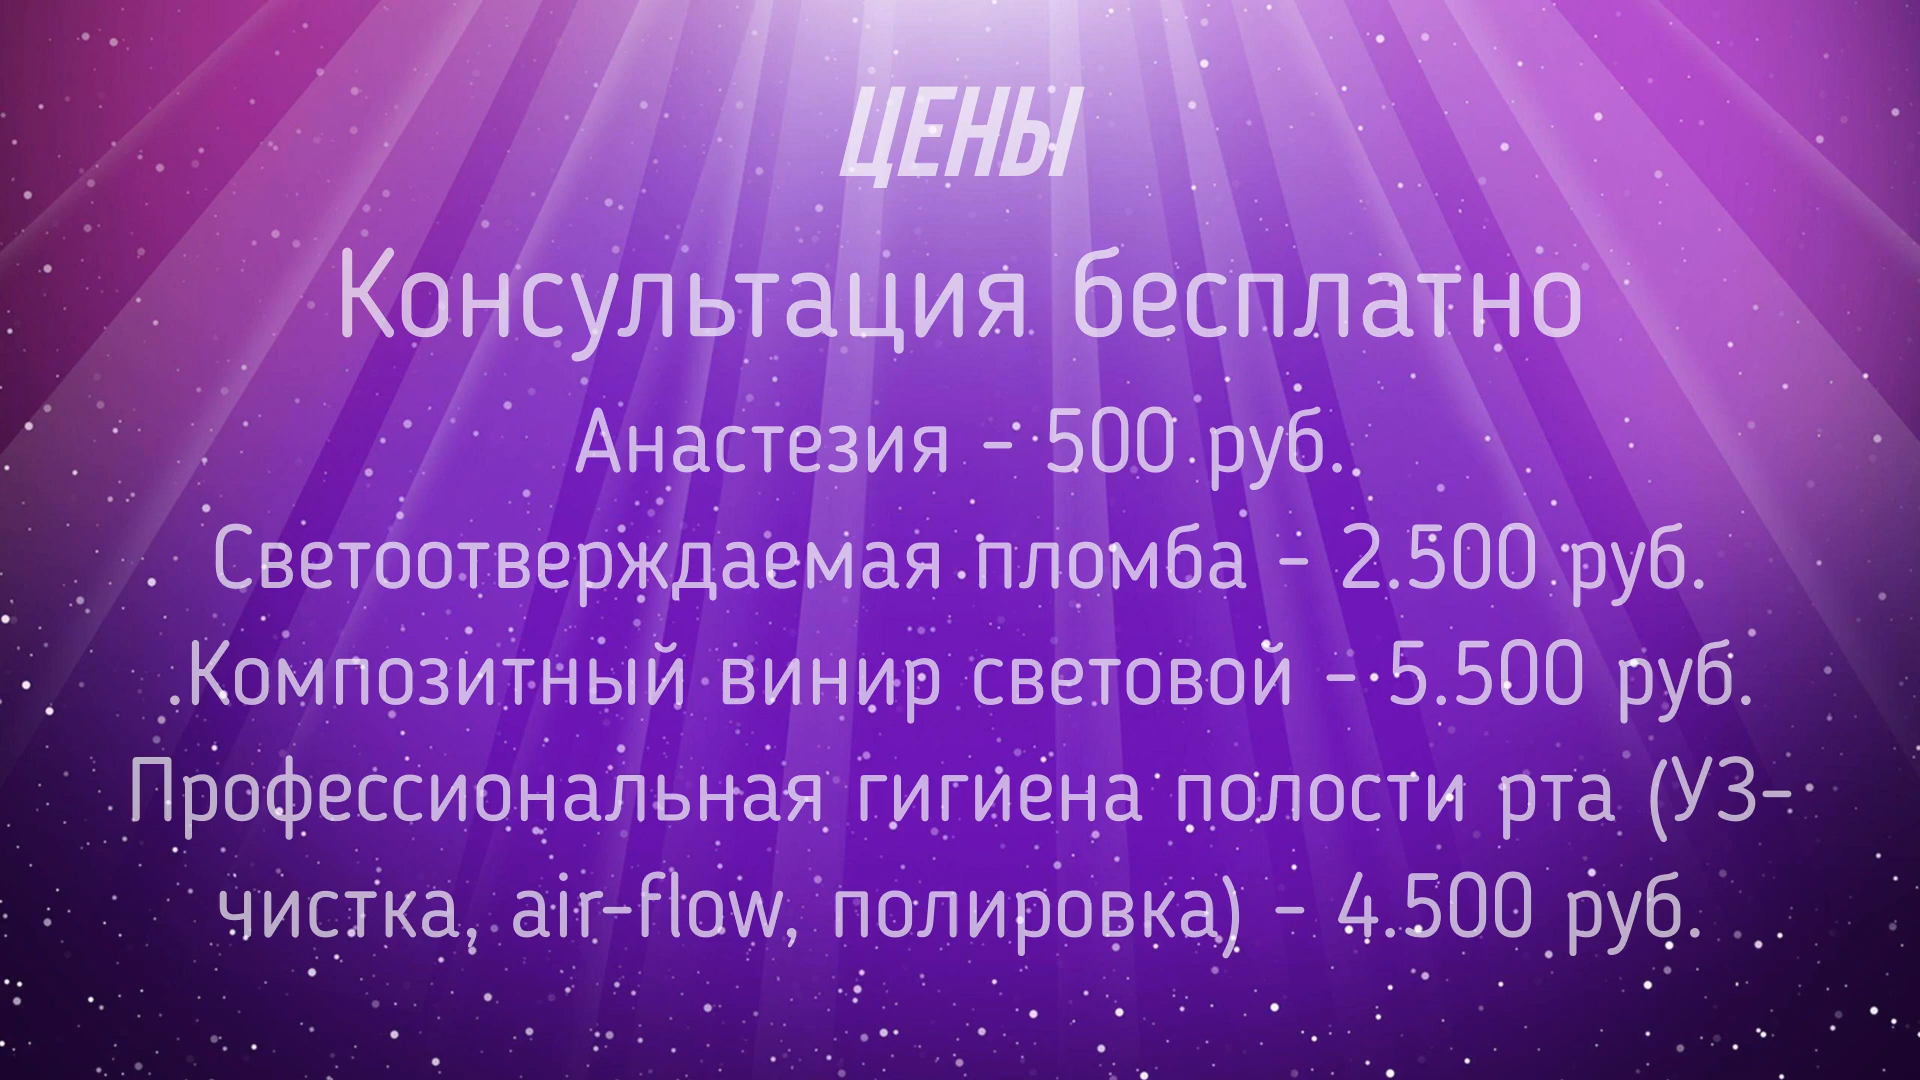 ЦЕНЫ
Консультация бесплатно
Анастезия - 500 руб.
Светоотверждаемая пломба - 2.500 руб.
.Композитный винир световой - 5.500 руб.
Профессиональная гигиена полости рта (УЗ-
чистка, air-flow, полировка) - 4.500 руб.